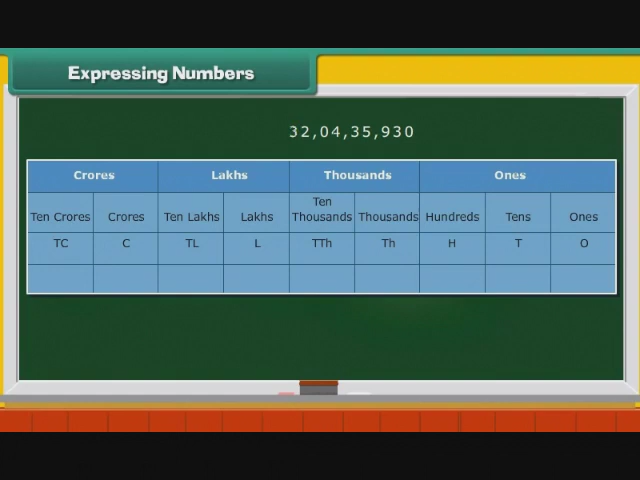 Expressing Numbers
32,04,35,930
Crores Lakhs Thousands Ones
Ten Crores Crores Ten Lakhs Lakhs Ten Thousands Thousands Hundreds Tens Ones
TC C TL L TTh Th H T O